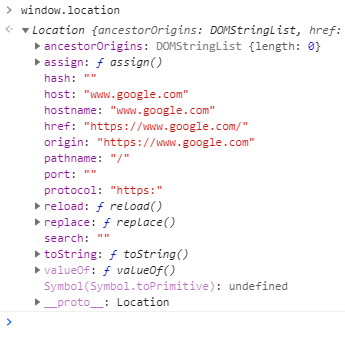 > window.location
Location {ancestorOrigins: DOMStringList, href:
ancestorOrigins: DOMStringList {length: 0}
assign: ƒ assign()
hash: ""
host: "www.google.com"
hostname: "www.google.com"
href: "https://www.google.com/"
origin: "https://www.google.com"
pathname: "/"
port: ""
protocol: "https:"
reload: ƒ reload()
replace: ƒ replace()
search: ""
toString: ƒ toString()
valueOf: ƒ valueOf()
Symbol(Symbol.toPrimitive): undefined
__proto__: Location
>